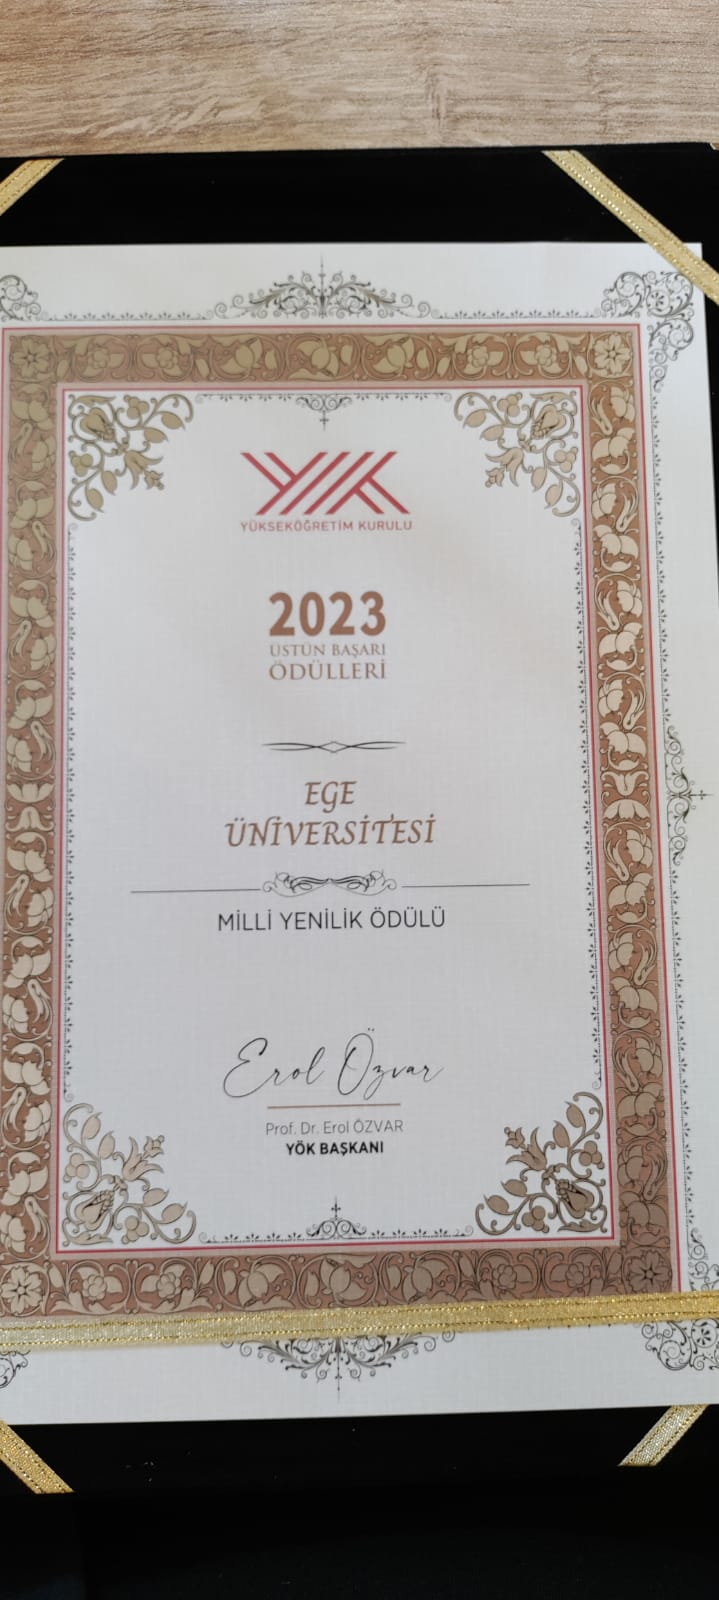 YÖK
YÜKSEKÖĞRETİM KURULU
2023
ÜSTÜN BAŞARI
ÖDÜLLERİ
EGE
ÜNİVERSİTESİ
MİLLİ YENİLİK ÖDÜLÜ
Erol Özvar
Prof. Dr. Erol ÖZVAR
YÖK BAŞKANI